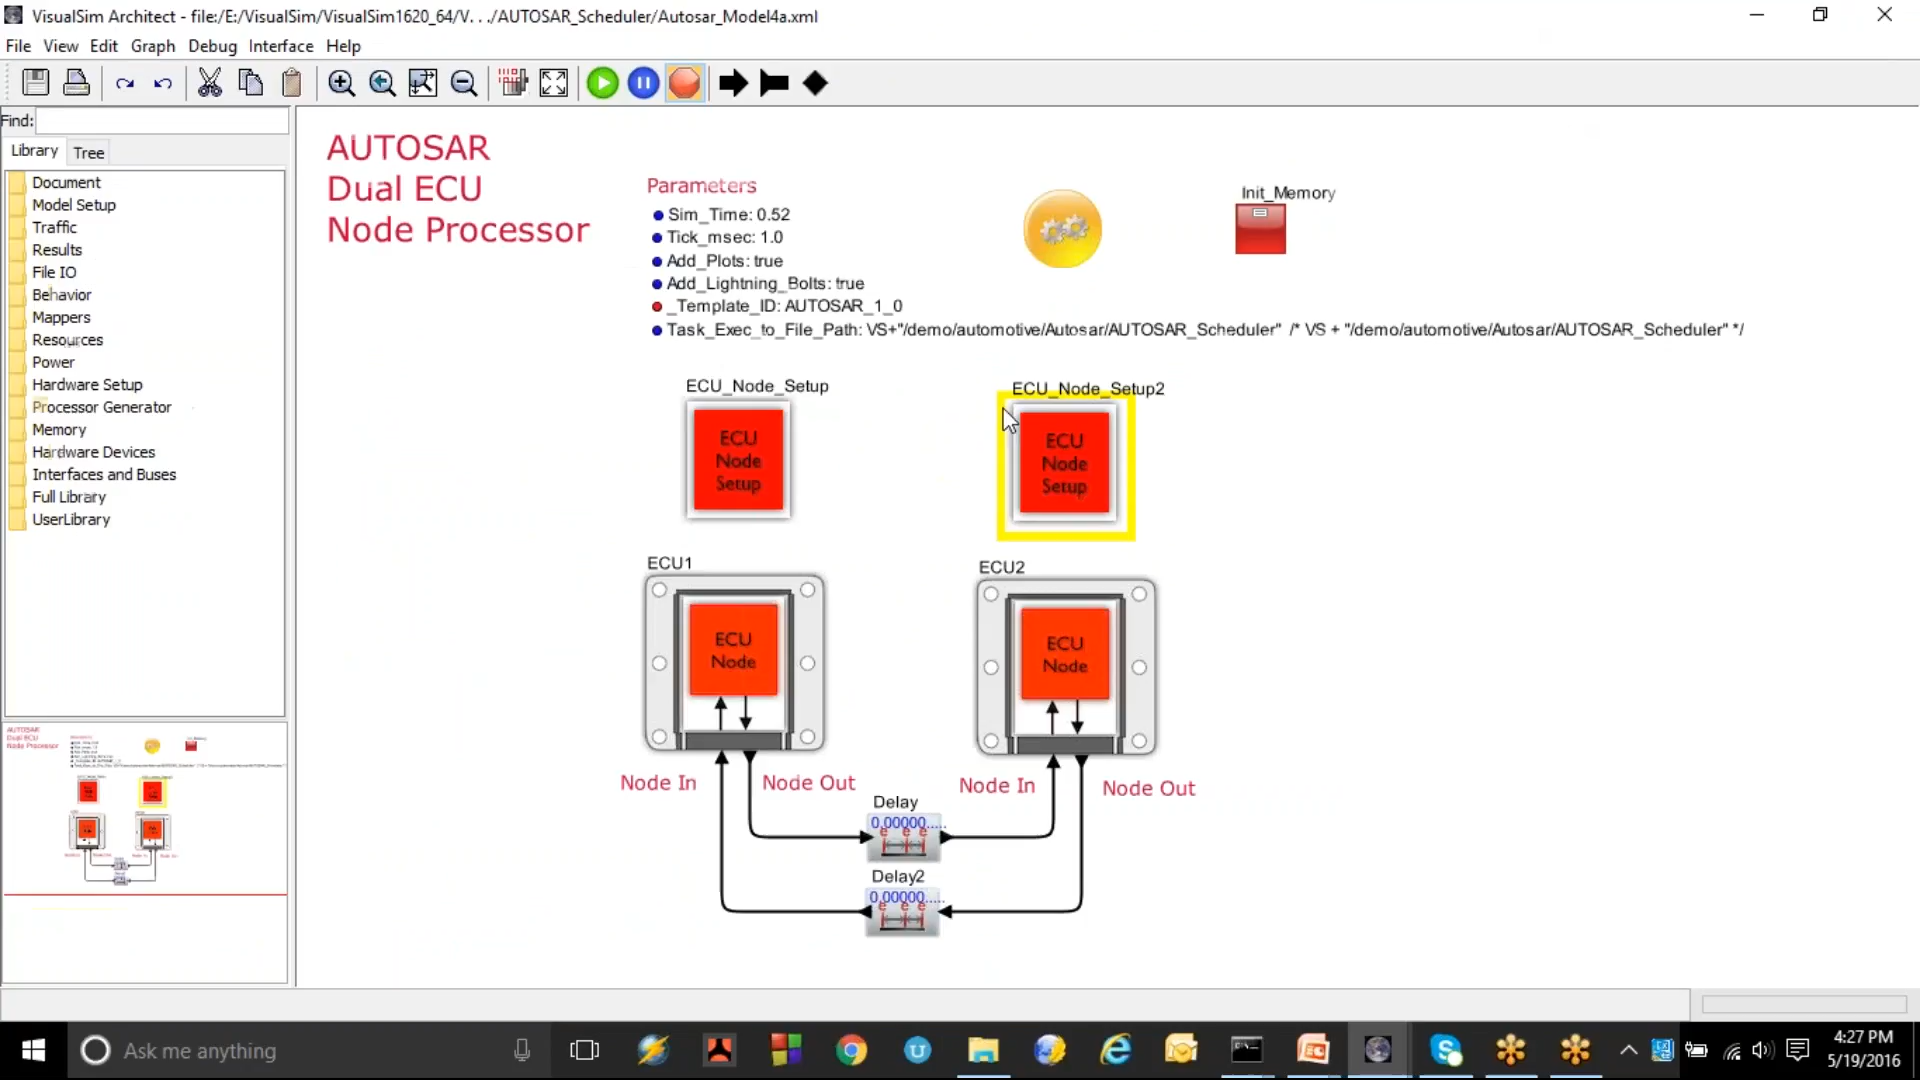 VisualSim Architect - file:/E:/VisualSim/VisualSim1620_64/V. . ./AUTOSAR_Scheduler/Autosar_Model4a.xml
File View Edit Graph Debug Interface Help
Find:
Library Tree
Document
Model Setup
Traffic
Results
File IO
Behavior
Mappers
Resources
Power
Hardware Setup
Processor Generator
Memory
Hardware Devices
Interfaces and Buses
Full Library
UserLibrary
AUTOSAR
Dual ECU
Node Processor
Parameters
Sim_Time: 0.52
Tick_msec: 1.0
Add_Plots: true
Add_Lightning_Bolts: true
_Template_ID: AUTOSAR_1_0
Task_Exec_to_File_Path: VS+"/demo/automotive/Autosar/AUTOSAR_Scheduler" /* VS + "/demo/automotive/Autosar/AUTOSAR_Scheduler" */
Init_Memory
ECU_Node_Setup
ECU
Node
Setup
ECU_Node_Setup2
ECU
Node
Setup
ECU1
ECU
Node
ECU2
ECU
Node
Node In
Node Out
Node In
Node Out
Delay
0.00000.....
Delay2
0.00000.....
Ask me anything
4:27 PM
5/19/2016